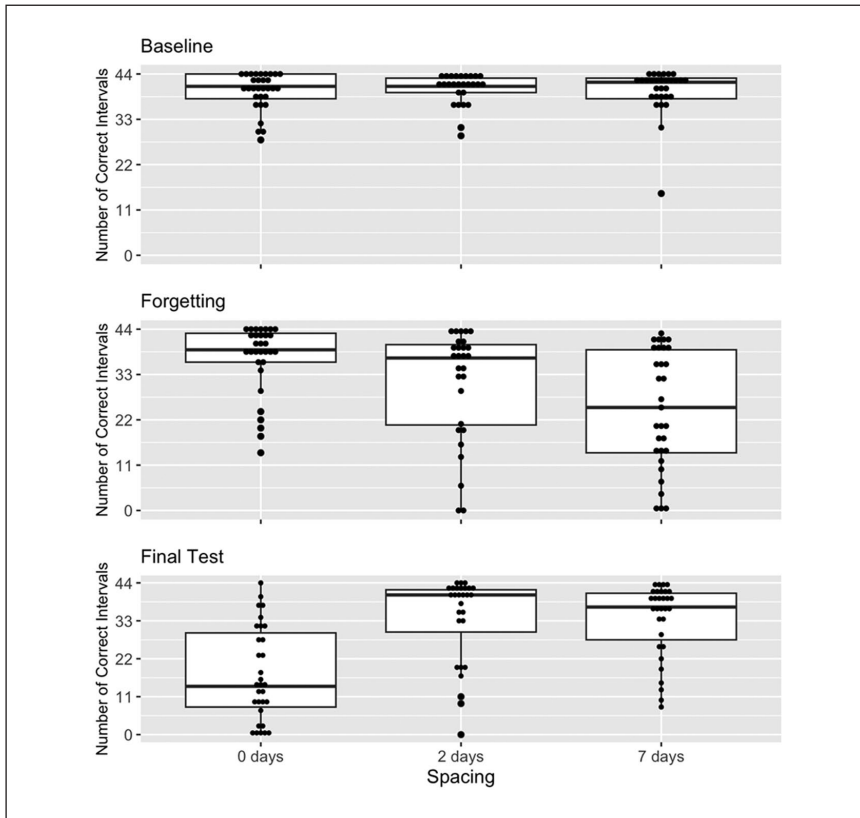 Baseline
Number of Correct Intervals
44
33
22
11
0
Forgetting
Number of Correct Intervals
44
33
22
11
0
Final Test
Number of Correct Intervals
44
33
22
11
0
0 days 2 days 7 days
Spacing